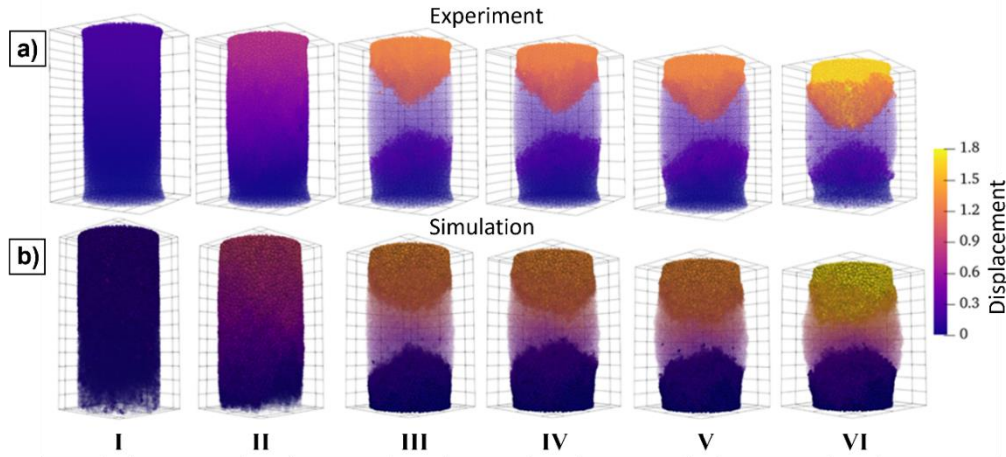 Experiment
a)
Simulation
b)
1.8
1.5
1.2
0.9
0.6
0.3
0
Displacement
I II III IV V VI